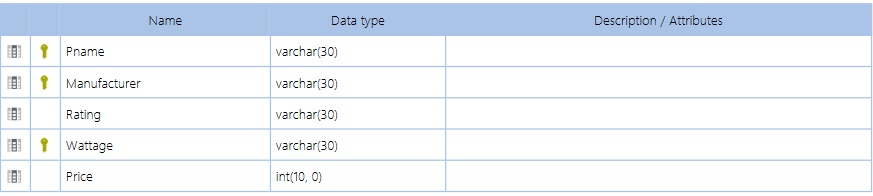 Name Data type Description / Attributes
Pname varchar(30)
Manufacturer varchar(30)
Rating varchar(30)
Wattage varchar(30)
Price int(10, 0)